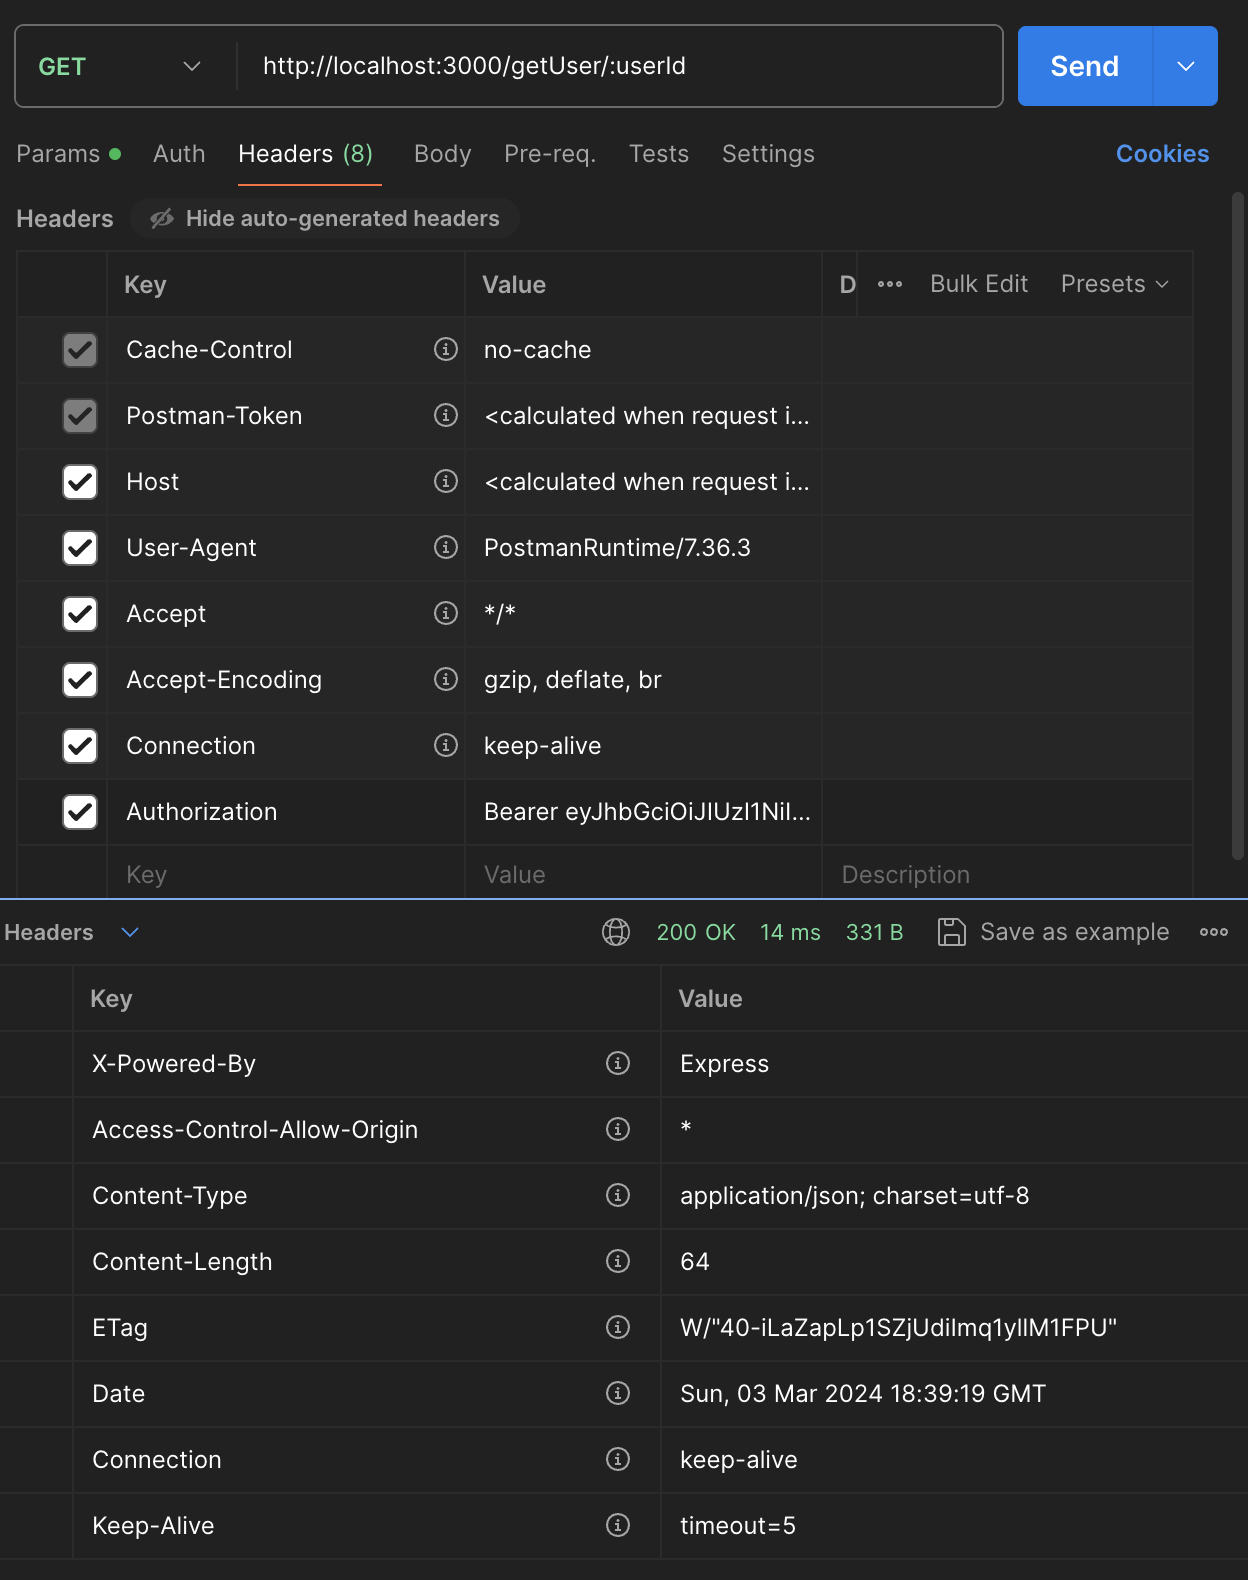 GET http://localhost:3000/getUser/:userId Send
Params Auth Headers (8) Body Pre-req. Tests Settings Cookies
Headers Hide auto-generated headers
Key Value D Bulk Edit Presets
Cache-Control no-cache
Postman-Token <calculated when request i...
Host <calculated when request i...
User-Agent PostmanRuntime/7.36.3
Accept */*
Accept-Encoding gzip, deflate, br
Connection keep-alive
Authorization Bearer eyJhbGciOiJIUzI1NiI...
Key Value Description
Headers 200 OK 14 ms 331 B Save as example
Key Value
X-Powered-By Express
Access-Control-Allow-Origin *
Content-Type application/json; charset=utf-8
Content-Length 64
ETag W/"40-iLaZapLp1SZjUdiImq1yllM1FPU"
Date Sun, 03 Mar 2024 18:39:19 GMT
Connection keep-alive
Keep-Alive timeout=5